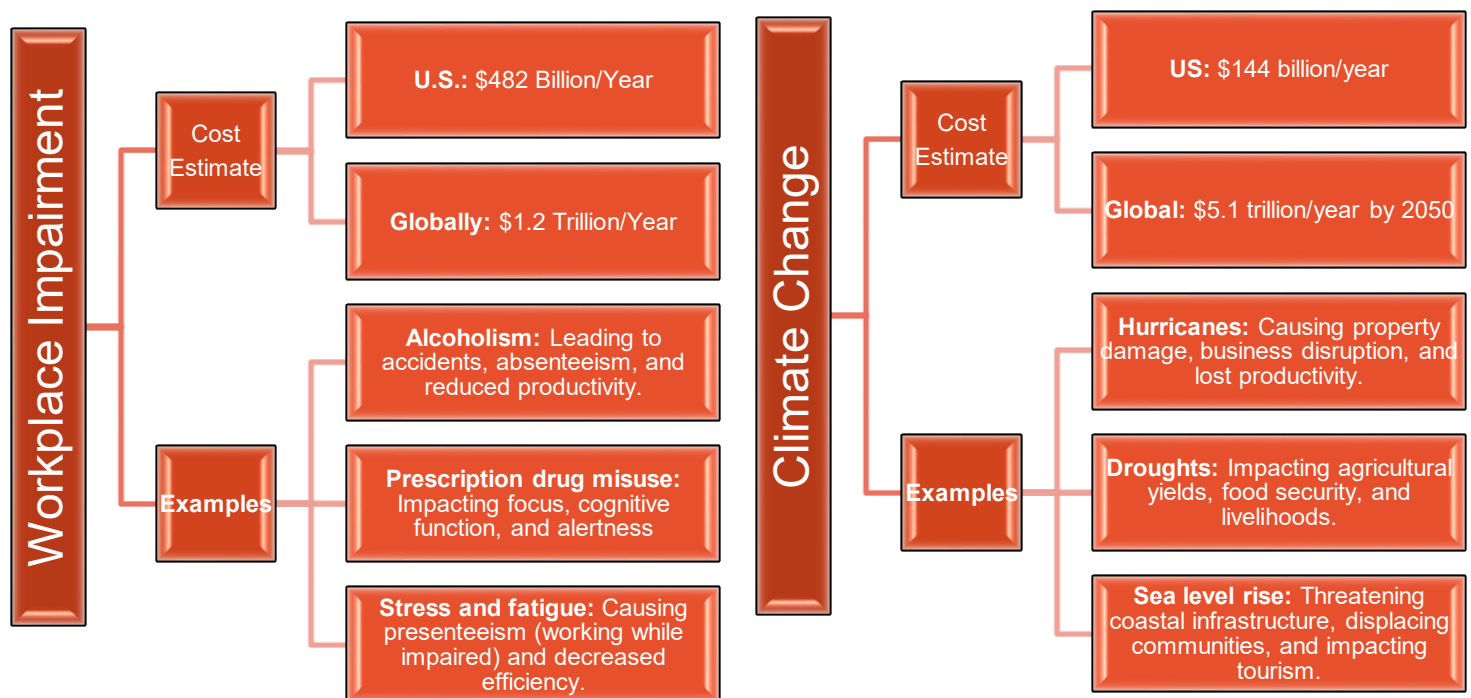 Workplace Impairment
Cost
Estimate
U.S.: $482 Billion/Year
Globally: $1.2 Trillion/Year
Examples
Alcoholism: Leading to
accidents, absenteeism, and
reduced productivity.
Prescription drug misuse:
Impacting focus, cognitive
function, and alertness
Stress and fatigue: Causing
presenteeism (working while
impaired) and decreased
efficiency.
Climate Change
Cost
Estimate
US: $144 billion/year
Global: $5.1 trillion/year by 2050
Examples
Hurricanes: Causing property
damage, business disruption, and
lost productivity.
Droughts: Impacting agricultural
yields, food security, and
livelihoods.
Sea level rise: Threatening
coastal infrastructure, displacing
communities, and impacting
tourism.